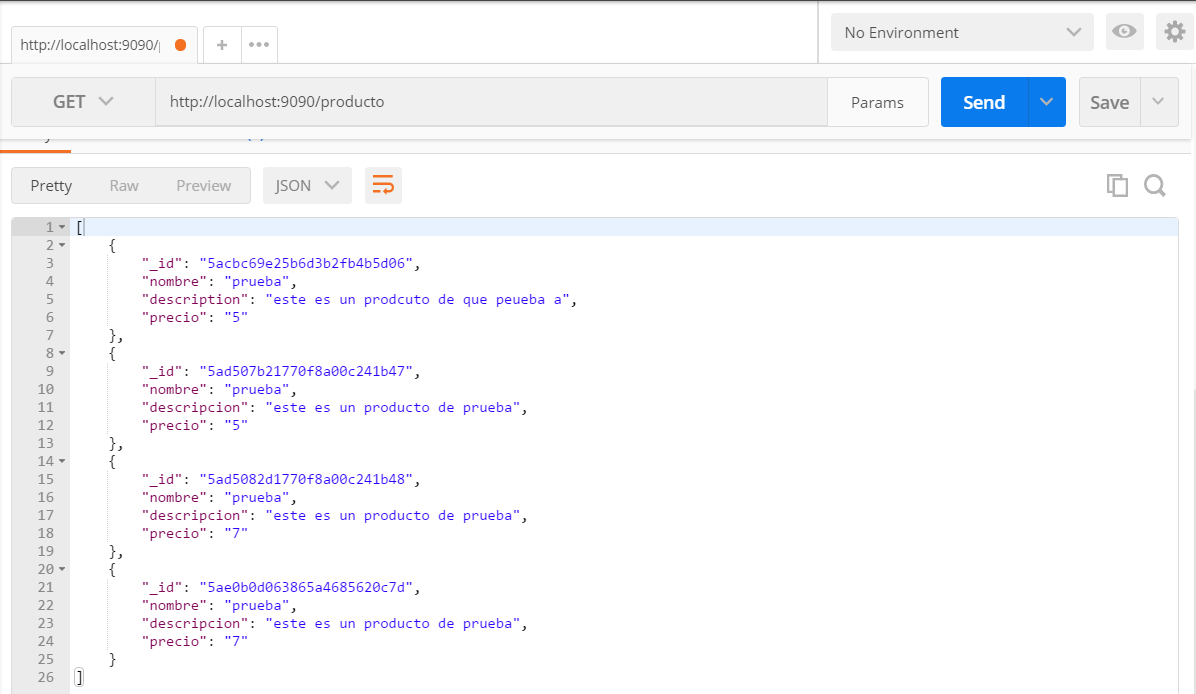 http://localhost:9090/
No Environment
GET http://localhost:9090/producto Params Send Save
Pretty Raw Preview JSON
1 [
2 {
3 "_id": "5acbc69e25b6d3b2fb4b5d06",
4 "nombre": "prueba",
5 "description": "este es un prodcuto de que peueba a",
6 "precio": "5"
7 },
8 {
9 "_id": "5ad507b21770f8a00c241b47",
10 "nombre": "prueba",
11 "descripcion": "este es un producto de prueba",
12 "precio": "5"
13 },
14 {
15 "_id": "5ad5082d1770f8a00c241b48",
16 "nombre": "prueba",
17 "descripcion": "este es un producto de prueba",
18 "precio": "7"
19 },
20 {
21 "_id": "5ae0b0d063865a4685620c7d",
22 "nombre": "prueba",
23 "descripcion": "este es un producto de prueba",
24 "precio": "7"
25 }
26 ]